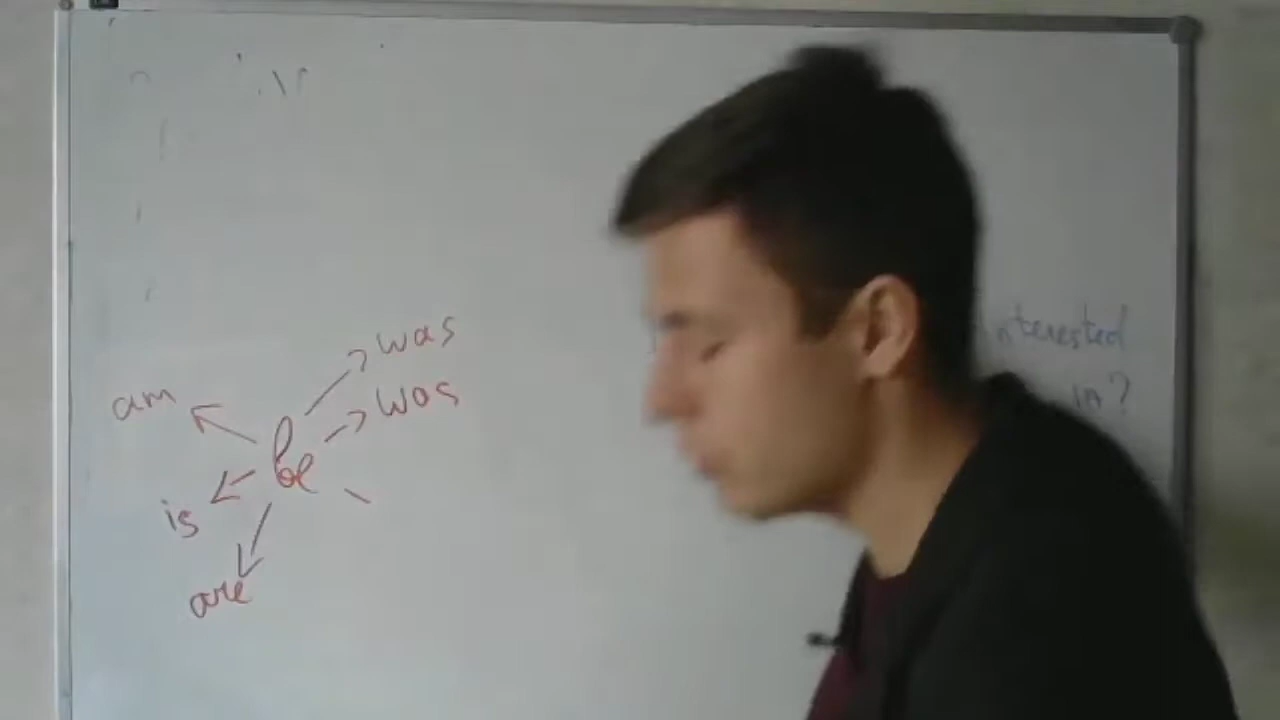 was
am
was
be
is
are
interested
in?